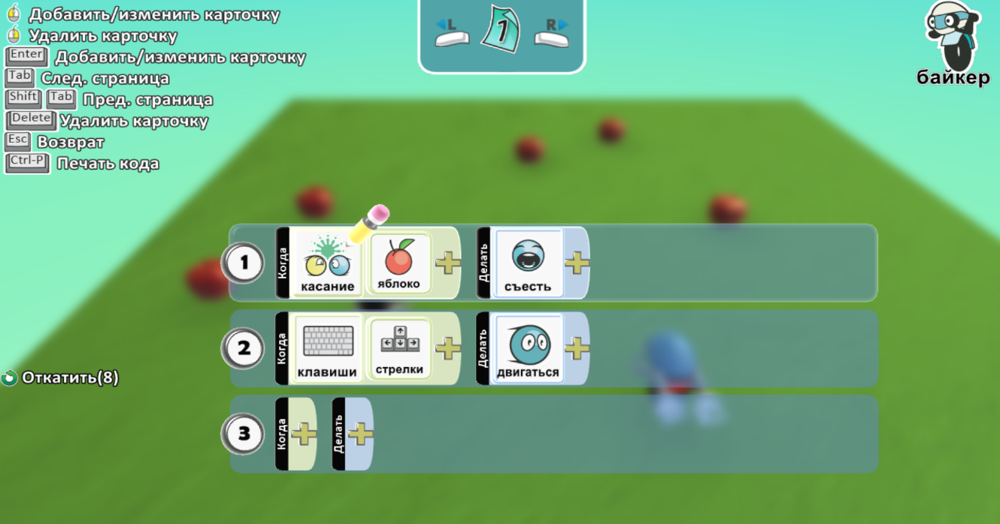 Добавить/изменить карточку
Удалить карточку
Enter Добавить/изменить карточку
Tab След. страница
Shift Tab Пред. страница
Delete Удалить карточку
Esc Возврат
Ctrl-P Печать кода
L 1 R
байкер
1 Когда касание яблоко Делать съесть
2 Когда клавиши стрелки Делать двигаться
3 Когда Делать
Откатить(8)